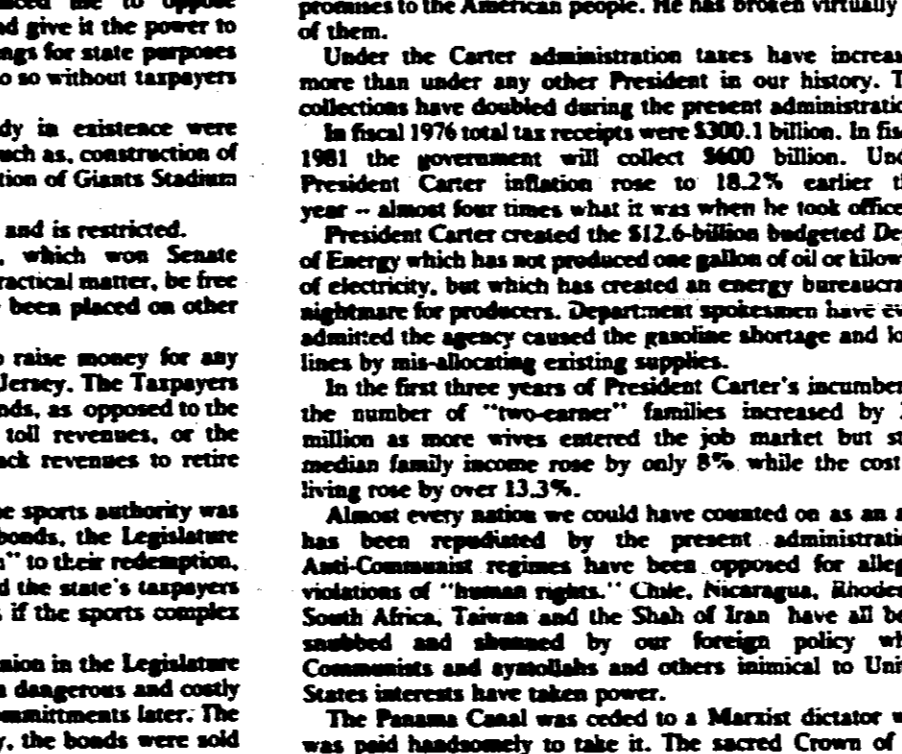 to oppose
and give it the power to
ngs for state purposes
o so without taxpayers
dy in existence were
uch as, construction of
tion of Giants Stadium
and is restricted.
, which won Senate
ractical matter, be free
been placed on other
o raise money for any
Jersey. The Taxpayers
nds, as opposed to the
toll revenues, or the
ack revenues to retire
e sports authority was
bonds, the Legislature
n" to their redemption,
d the state's taxpayers
if the sports complex
nion in the Legislature
a dangerous and costly
ommittments later. The
y, the bonds were sold
promises to the American people. He has broken virtually
of them.
Under the Carter administration taxes have increas
more than under any other President in our history. T
collections have doubled during the present administratio
In fiscal 1976 total tax receipts were $300.1 billion. In fis
1981 the government will collect $600 billion. Und
President Carter inflation rose to 18.2% earlier th
year -- almost four times what it was when he took office
President Carter created the $12.6-billion budgeted De
of Energy which has not produced one gallon of oil or kilow
of electricity, but which has created an energy bureaucra
nightmare for producers. Department spokesmen have ev
admitted the agency caused the gasoline shortage and lo
lines by mis-allocating existing supplies.
In the first three years of President Carter's incumben
the number of "two-earner" families increased by
million as more wives entered the job market but st
median family income rose by only 8% while the cost
living rose by over 13.3%.
Almost every nation we could have counted on as an a
has been repudiated by the present administratio
Anti-Communist regimes have been opposed for alleg
violations of "human rights." Chile, Nicaragua, Rhodes
South Africa, Taiwan and the Shah of Iran have all be
snubbed and shunned by our foreign policy wh
Communists and ayatollahs and others inimical to Unit
States interests have taken power.
The Panama Canal was ceded to a Marxist dictator w
was paid handsomely to take it. The sacred Crown of